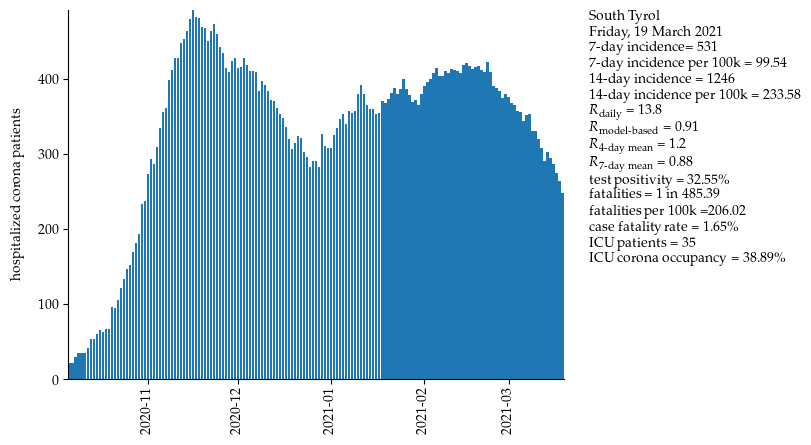 South Tyrol
Friday, 19 March 2021
7-day incidence= 531
7-day incidence per 100k = 99.54
14-day incidence = 1246
14-day incidence per 100k = 233.58
R_daily = 13.8
R_model-based = 0.91
R_4-day mean = 1.2
R_7-day mean = 0.88
test positivity = 32.55%
fatalities = 1 in 485.39
fatalities per 100k =206.02
case fatality rate = 1.65%
ICU patients = 35
ICU corona occupancy = 38.89%
hospitalized corona patients
400
300
200
100
0
2020-11
2020-12
2021-01
2021-02
2021-03